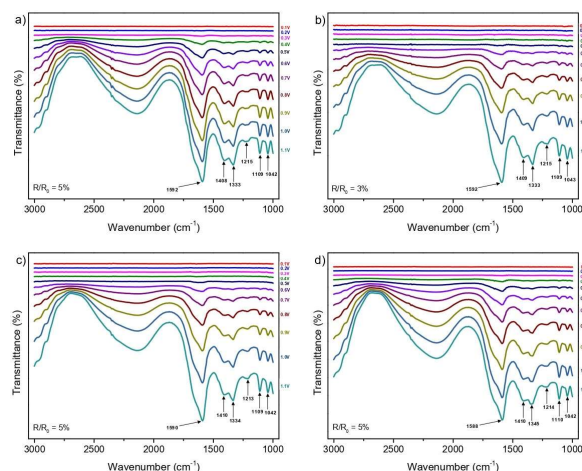 a)
Transmittance (%)
0.1V
0.2V
0.3V
0.4V
0.5V
0.6V
0.7V
0.8V
0.9V
1.0V
1.1V
1592
1408
1333
1215
1109
1042
R/R0 = 5%
3000 2500 2000 1500 1000
Wavenumber (cm-1)
b)
Transmittance (%)
1592
1409
1333
1215
1109
1043
R/R0 = 3%
3000 2500 2000 1500 1000
Wavenumber (cm-1)
c)
Transmittance (%)
0.1V
0.2V
0.3V
0.4V
0.5V
0.6V
0.7V
0.8V
0.9V
1.0V
1.1V
1590
1410
1334
1213
1109
1042
R/R0 = 5%
3000 2500 2000 1500 1000
Wavenumber (cm-1)
d)
Transmittance (%)
1588
1410
1345
1214
1110
1042
R/R0 = 5%
3000 2500 2000 1500 1000
Wavenumber (cm-1)